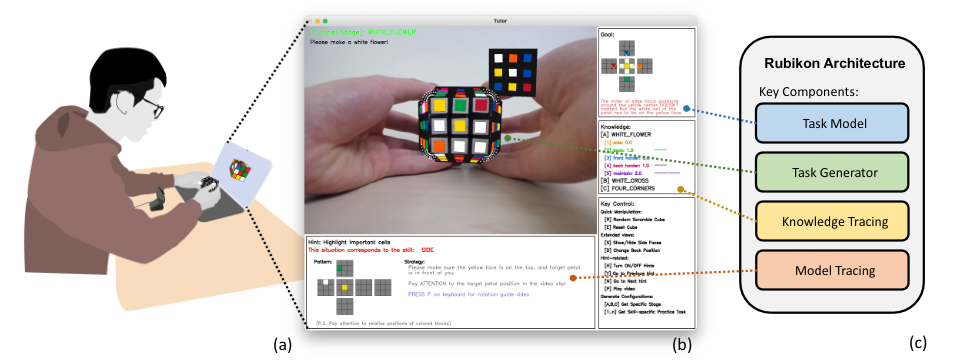 Tutor
[Current Stage]: WHITE_FLOWER
Please make a white flower!
Goal:
The order of edge block positions
around the yellow center DOESN'T
matter! But the white cell of the
petal has to be on the yellow face.
Knowledge:
[A] WHITE_FLOWER
[1] side: 0.0
[2] back: 1.0
[3] front harder: 0.0
[4] back harder: 1.0
[5] maintain: 2.0
[B] WHITE_CROSS
[C] FOUR_CORNERS
Key Control:
Quick Manipulation:
[R] Random Scramble Cube
[I] Reset Cube
Extended views:
[X] Show/Hide Side Faces
[D] Change Back Position
Hint-related:
[H] Turn ON/OFF Hints
[Y] Go to Previous Hint
[N] Go to Next Hint
[P] Play video
Generate Configurations:
[A,B,C] Get Specific Stage
[1..n] Get Skill-specific Practice Task
Hint: Highlight important cells
This situation corresponds to the skill: SIDE
Pattern:
Strategy:
Please make sure the yellow face is on the top, and target petal
is in front of you.
Pay ATTENTION to the target petal position in the video clip!
PRESS P on keyboard for rotation guide video
(P.S. Pay attention to relative positions of colored blocks)
Rubikon Architecture
Key Components:
Task Model
Task Generator
Knowledge Tracing
Model Tracing
(a)
(b)
(c)